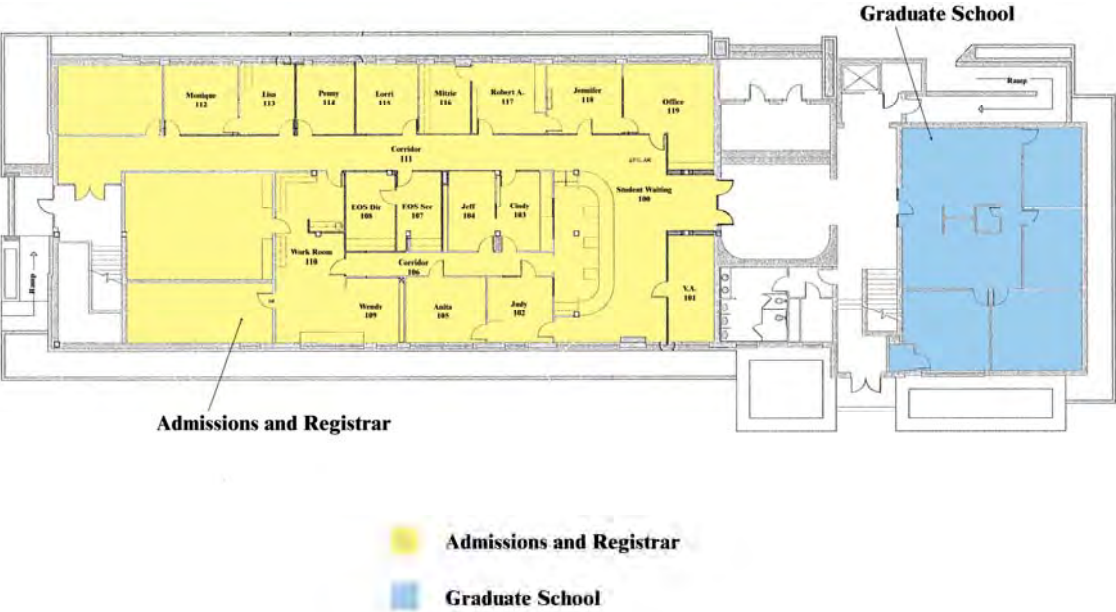 Graduate School
Ramp
Monique
112
Lisa
113
Penny
114
Lorri
115
Mitzie
116
Robert A.
117
Jennifer
118
Office
119
Corridor
111
Student Waiting
100
EOS Dir
108
EOS Sec
107
Jeff
104
Cindy
103
Work Room
110
Corridor
106
Ramp
V.A.
101
Wendy
109
Anita
105
Judy
102
Admissions and Registrar
Admissions and Registrar
Graduate School